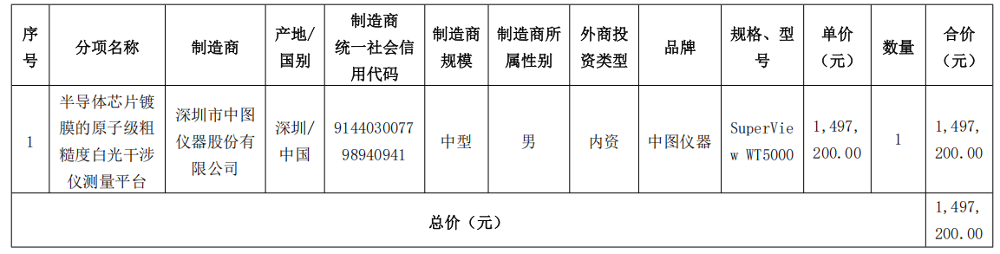 序号
分项名称
制造商
产地/
国别
制造商
统一社会信
用代码
制造商
规模
制造商所
属性别
外商投
资类型
品牌
规格、型
号
单价
（元）
数量
合价
（元）
1
半导体芯片镀
膜的原子级粗
糙度白光干涉
仪测量平台
深圳市中图
仪器股份有
限公司
深圳/
中国
9144030077
98940941
中型
男
内资
中图仪器
SuperVie
w WT5000
1,497,
200.00
1
1,497,
200.00
总价（元）
1,497,
200.00